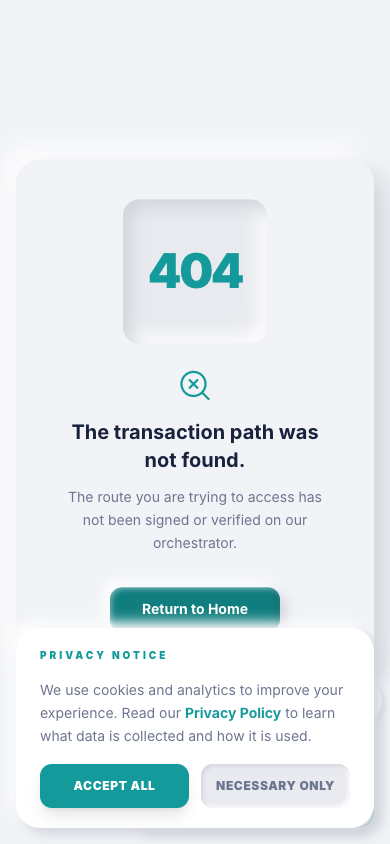 404
The transaction path was
not found.
The route you are trying to access has
not been signed or verified on our
orchestrator.
Return to Home
PRIVACY NOTICE
We use cookies and analytics to improve your
experience. Read our Privacy Policy to learn
what data is collected and how it is used.
ACCEPT ALL
NECESSARY ONLY